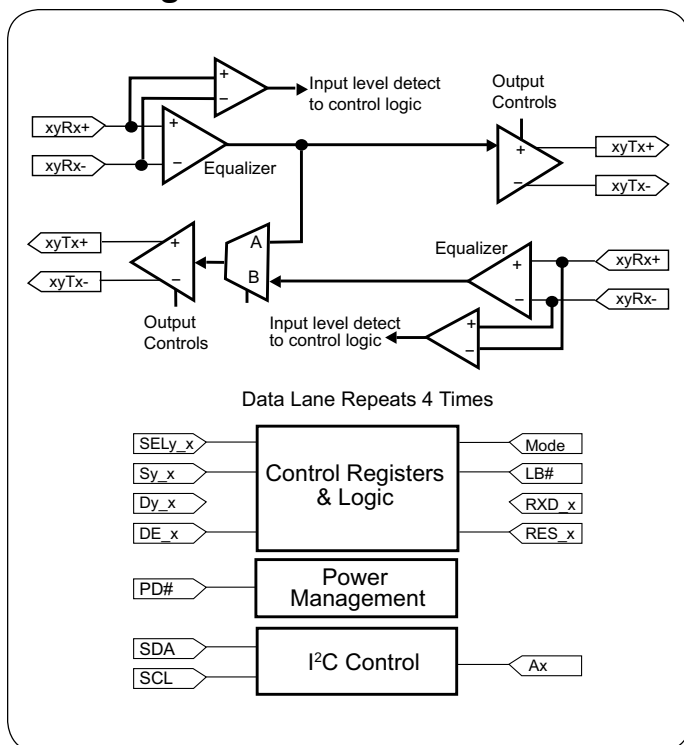 Input level detect
to control logic
Output
Controls
+
−
xyRx+
xyRx-
+
−
Equalizer
+
−
xyTx+
xyTx-
xyTx+
xyTx-
+
−
A
B
Equalizer
+
−
xyRx+
xyRx-
Output
Controls
Input level detect
to control logic
+
−
Data Lane Repeats 4 Times
SELy_x
Sy_x
Dy_x
DE_x
Control Registers
& Logic
Mode
LB#
RXD_x
RES_x
PD#
Power
Management
SDA
SCL
I²C Control
Ax